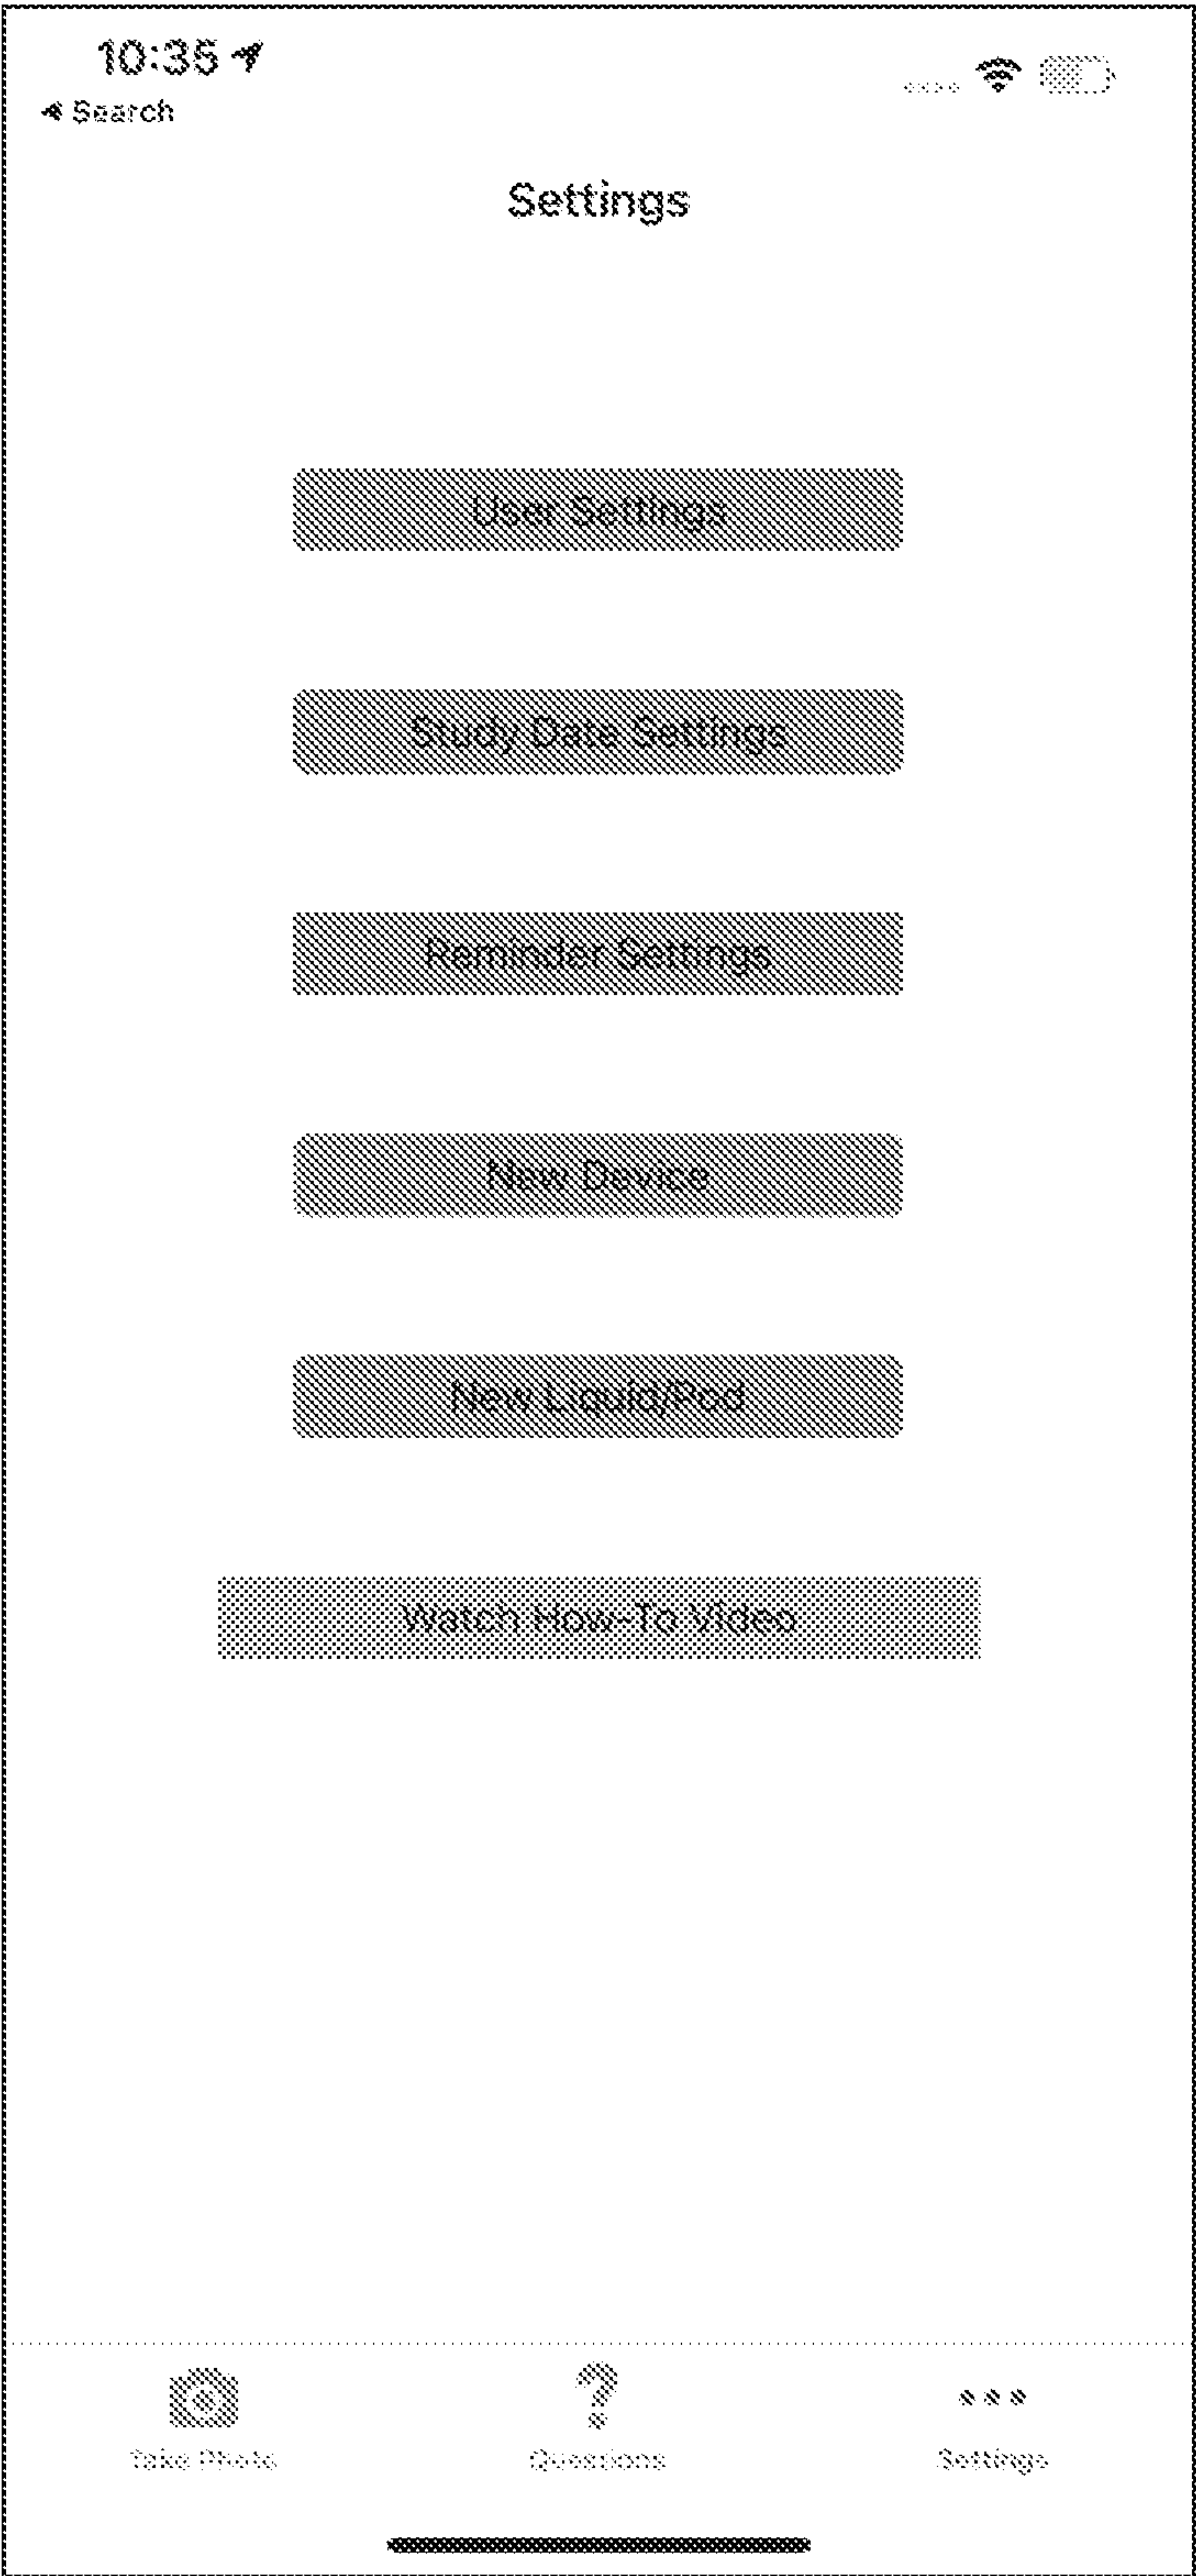 10:35
Search
Settings
User Settings
Study Date Settings
Reminder Settings
New Device
New Liquid/Pod
Watch How-To Video
Take Photo
Questions
Settings